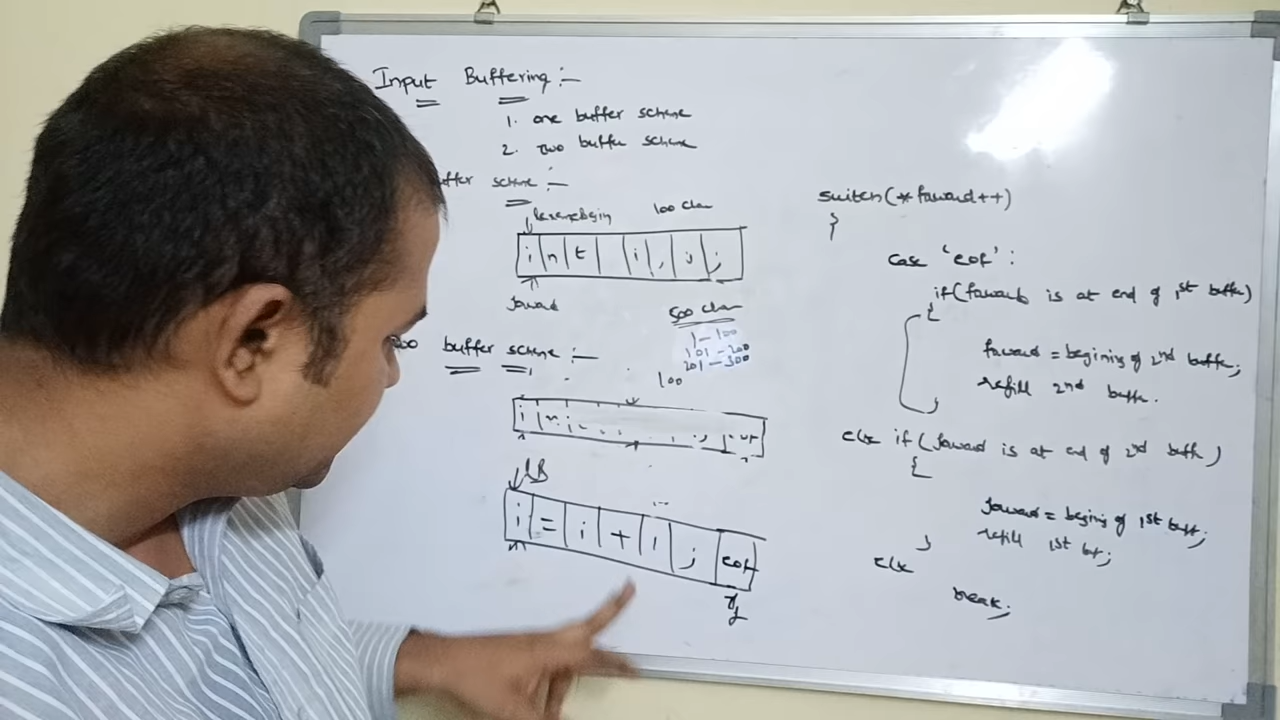 Input Buffering :-
1. one buffer scheme
2. two buffer scheme
uffer scheme :-
lexemebegin 100 char
i n t i , j ;
forward
500 char
1 - 100
101 - 200
201 - 300
100
buffer scheme :-
i
LB
i = i + 1 ; eof
switch(*forward++)
{
case 'eof' :
if(forward is at end of 1st buffer)
{
forward = begining of 2nd buffer;
refill 2nd buffer.
}
else if (forward is at end of 2nd buffer)
{
forward = begining of 1st buff;
refill 1st buf;
}
else
break;